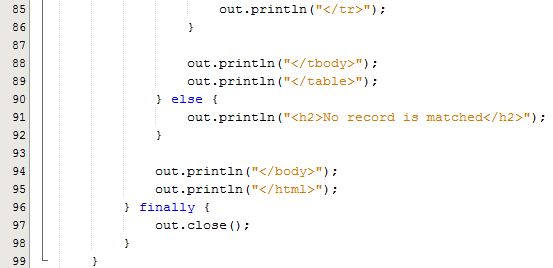 85 out.println("</tr>");
86 }
87
88 out.println("</tbody>");
89 out.println("</table>");
90 } else {
91 out.println("<h2>No record is matched</h2>");
92 }
93
94 out.println("</body>");
95 out.println("</html>");
96 } finally {
97 out.close();
98 }
99 }